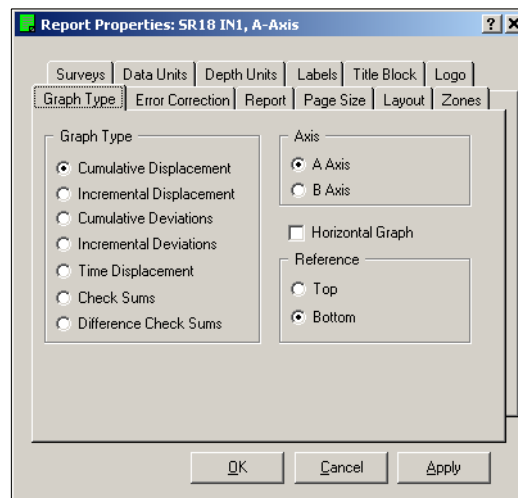 Report Properties: SR18 IN1, A-Axis
Surveys Data Units Depth Units Labels Title Block Logo
Graph Type Error Correction Report Page Size Layout Zones
Graph Type
Cumulative Displacement
Incremental Displacement
Cumulative Deviations
Incremental Deviations
Time Displacement
Check Sums
Difference Check Sums
Axis
A Axis
B Axis
Horizontal Graph
Reference
Top
Bottom
OK Cancel Apply